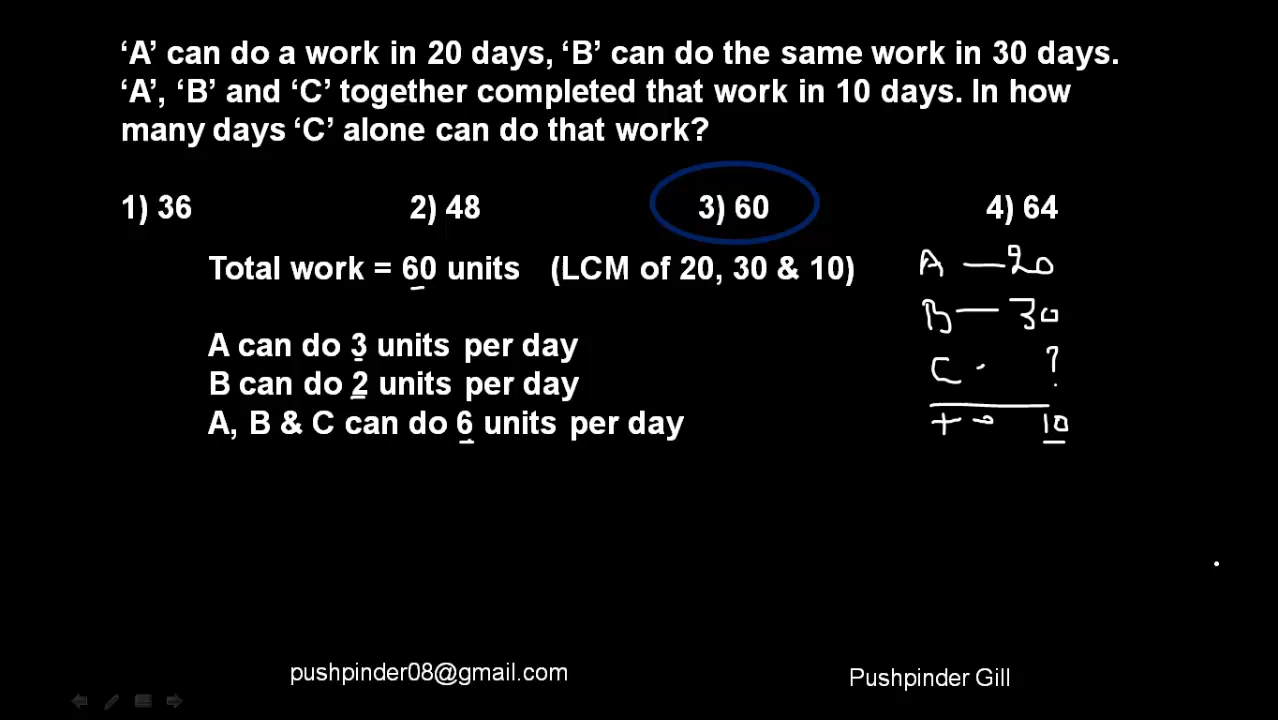 ‘A’ can do a work in 20 days, ‘B’ can do the same work in 30 days.
‘A’, ‘B’ and ‘C’ together completed that work in 10 days. In how
many days ‘C’ alone can do that work?
1) 36 2) 48 3) 60 4) 64
Total work = 60 units (LCM of 20, 30 & 10)
A — 20
B — 30
C - ?
T → 10
A can do 3 units per day
B can do 2 units per day
A, B & C can do 6 units per day
pushpinder08@gmail.com
Pushpinder Gill